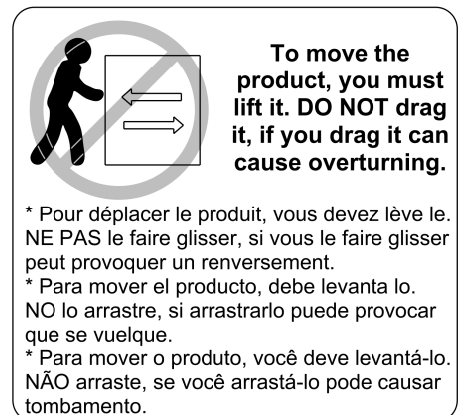 To move the
product, you must
lift it. DO NOT drag
it, if you drag it can
cause overturning.
* Pour déplacer le produit, vous devez lève le.
NE PAS le faire glisser, si vous le faire glisser
peut provoquer un renversement.
* Para mover el producto, debe levanta lo.
NO lo arrastre, si arrastrarlo puede provocar
que se vuelque.
* Para mover o produto, você deve levantá-lo.
NÃO arraste, se você arrastá-lo pode causar
tombamento.